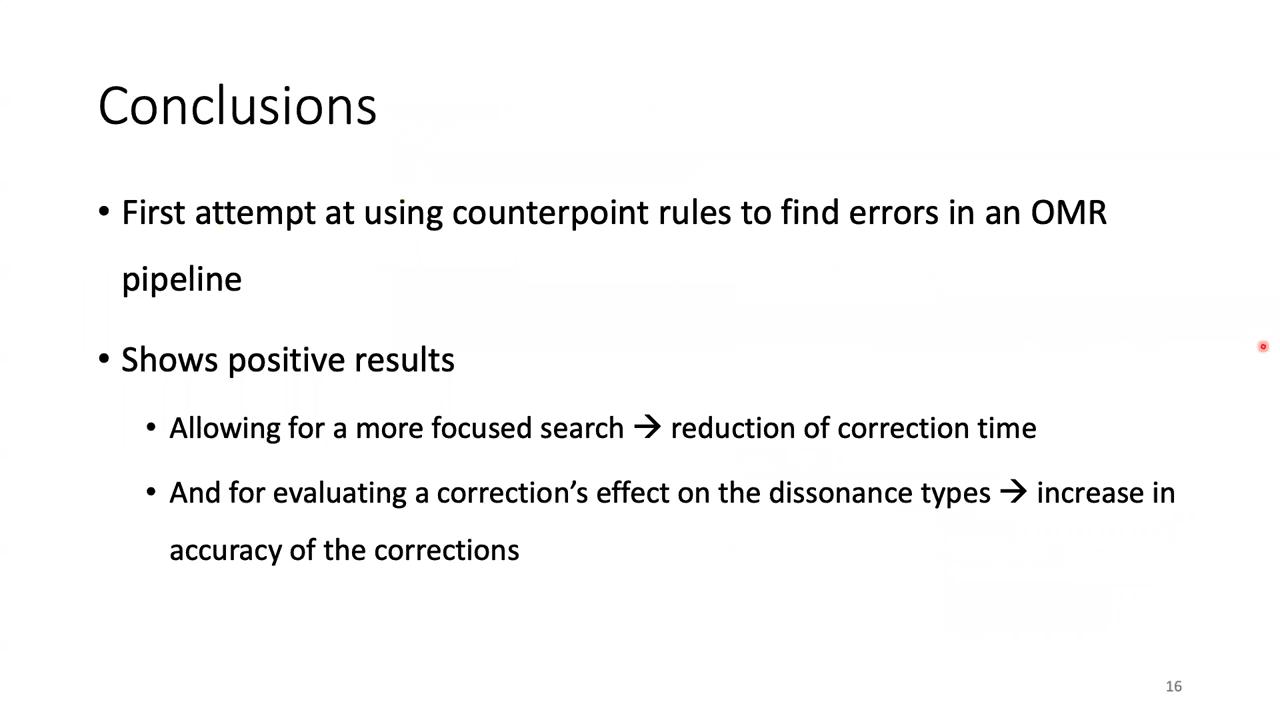 Conclusions
• First attempt at using counterpoint rules to find errors in an OMR
pipeline
• Shows positive results
• Allowing for a more focused search → reduction of correction time
• And for evaluating a correction’s effect on the dissonance types → increase in
accuracy of the corrections
16